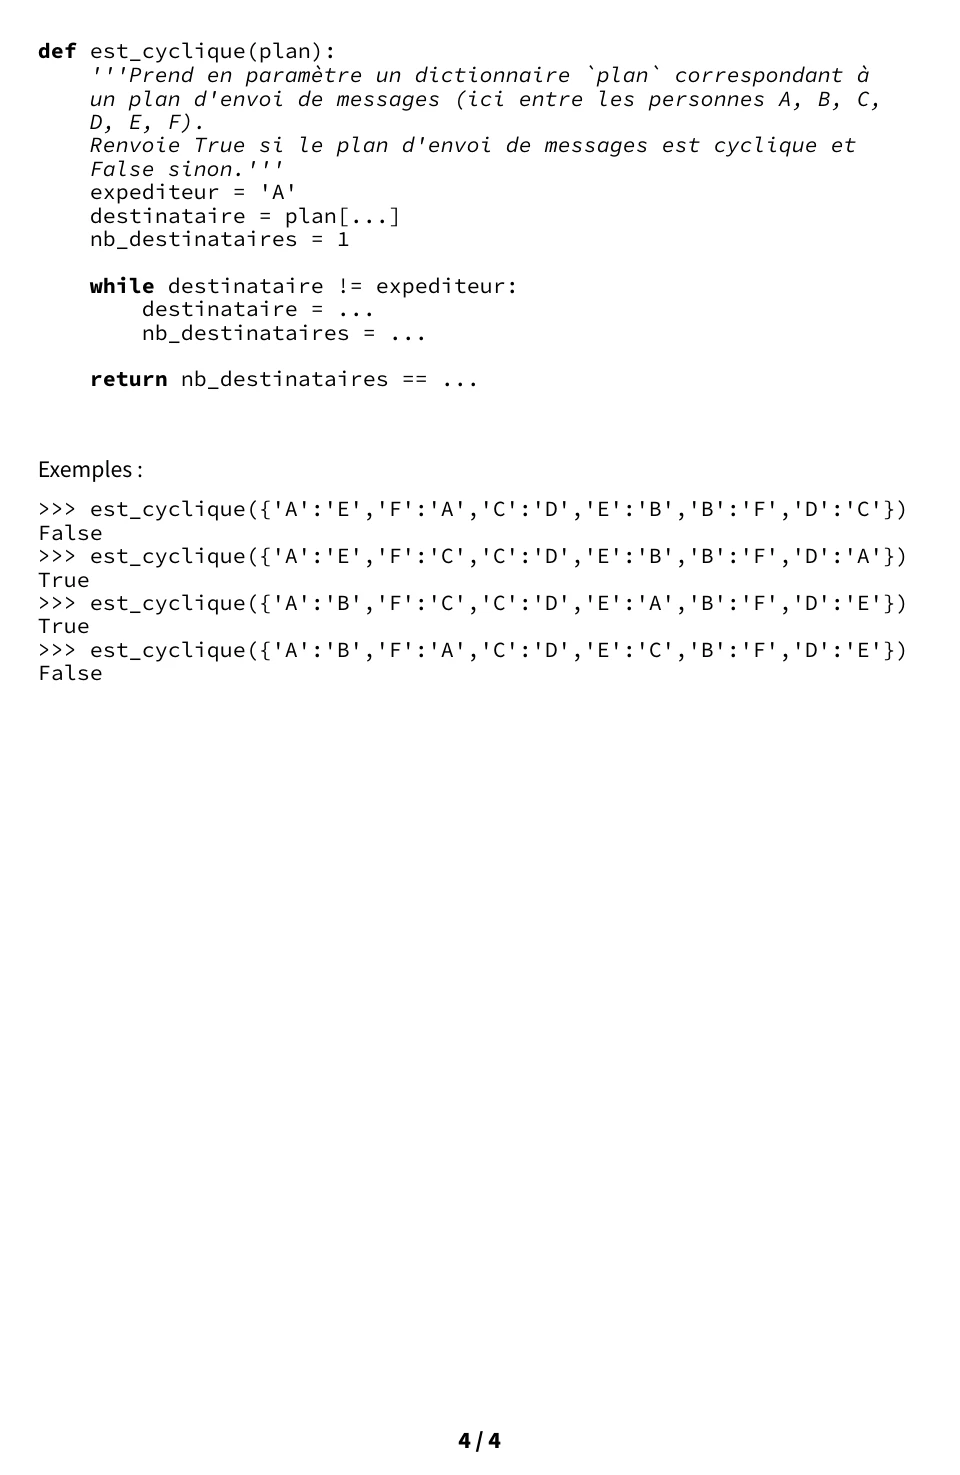 def est_cyclique(plan):
    '''Prend en paramètre un dictionnaire `plan` correspondant à
    un plan d'envoi de messages (ici entre les personnes A, B, C,
    D, E, F).
    Renvoie True si le plan d'envoi de messages est cyclique et
    False sinon.'''
    expediteur = 'A'
    destinataire = plan[...]
    nb_destinataires = 1

    while destinataire != expediteur:
        destinataire = ...
        nb_destinataires = ...

    return nb_destinataires == ...

Exemples :
>>> est_cyclique({'A':'E','F':'A','C':'D','E':'B','B':'F','D':'C'})
False
>>> est_cyclique({'A':'E','F':'C','C':'D','E':'B','B':'F','D':'A'})
True
>>> est_cyclique({'A':'B','F':'C','C':'D','E':'A','B':'F','D':'E'})
True
>>> est_cyclique({'A':'B','F':'A','C':'D','E':'C','B':'F','D':'E'})
False
4 / 4